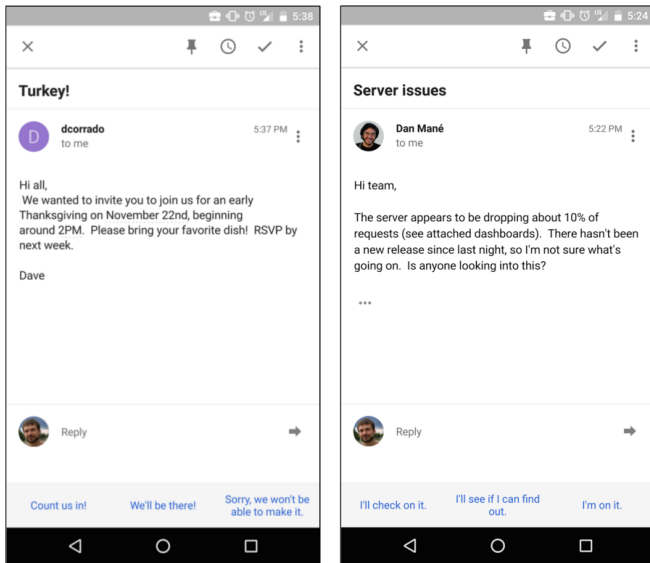 5:38
Turkey!
D
dcorrado
5:37 PM
to me
Hi all,
We wanted to invite you to join us for an early
Thanksgiving on November 22nd, beginning
around 2PM.  Please bring your favorite dish!  RSVP by
next week.
Dave
Reply
Count us in!
We'll be there!
Sorry, we won't be
able to make it.
5:24
Server issues
Dan Mané
5:22 PM
to me
Hi team,
The server appears to be dropping about 10% of
requests (see attached dashboards).  There hasn't been
a new release since last night, so I'm not sure what's
going on.  Is anyone looking into this?
...
Reply
I'll check on it.
I'll see if I can find
out.
I'm on it.